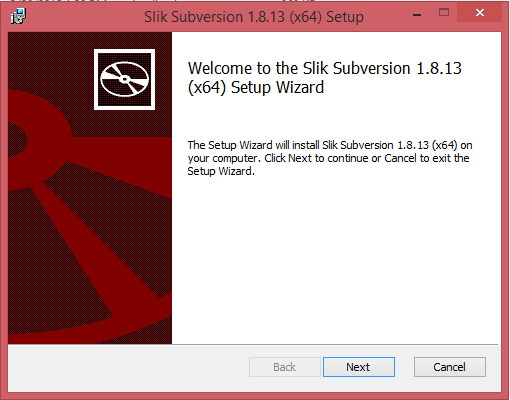 Slik Subversion 1.8.13 (x64) Setup
Welcome to the Slik Subversion 1.8.13
(x64) Setup Wizard
The Setup Wizard will install Slik Subversion 1.8.13 (x64) on
your computer. Click Next to continue or Cancel to exit the
Setup Wizard.
Back
Next
Cancel